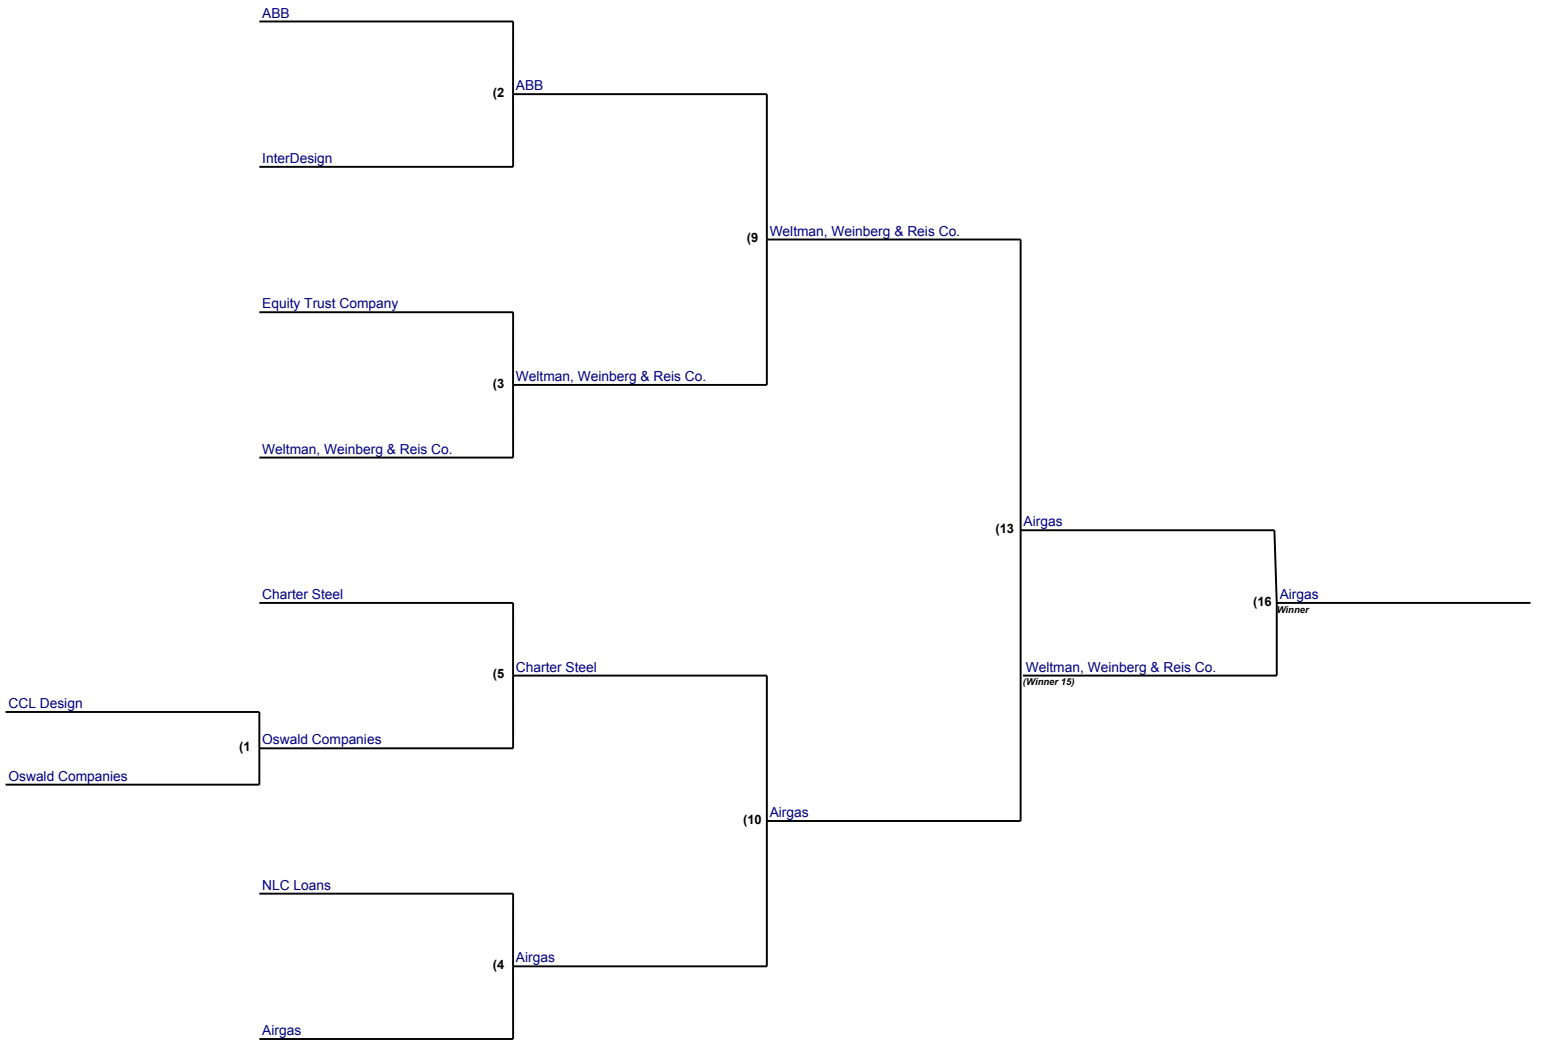 ABB
(2
ABB
InterDesign
(9
Weltman, Weinberg & Reis Co.
Equity Trust Company
(3
Weltman, Weinberg & Reis Co.
Weltman, Weinberg & Reis Co.
(13
Airgas
Charter Steel
(16
Airgas
Winner
(5
Charter Steel
Weltman, Weinberg & Reis Co.
(Winner 15)
CCL Design
(1
Oswald Companies
Oswald Companies
(10
Airgas
NLC Loans
(4
Airgas
Airgas